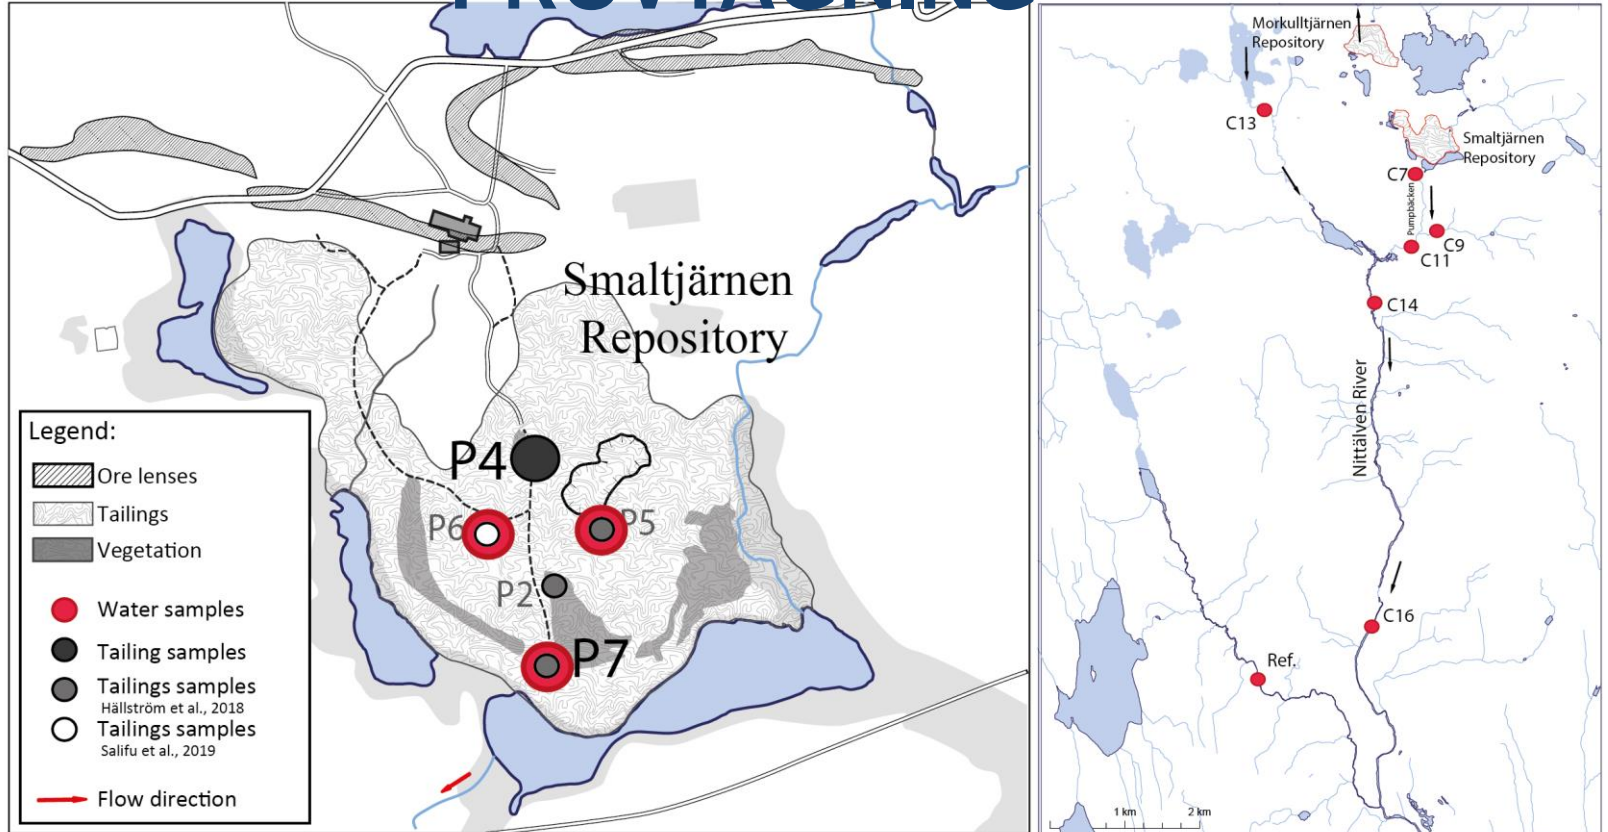 PROVTAGNING
Smaltjärnen
Repository
P4
P6
P5
P2
P7
Legend:
Ore lenses
Tailings
Vegetation
Water samples
Tailing samples
Tailings samples
Hällström et al., 2018
Tailings samples
Salifu et al., 2019
Flow direction
Morkulltjärnen
Repository
C13
Smaltjärnen
Repository
C7
Pumpbäcken
C9
C11
C14
Nittälven River
C16
Ref.
1 km
2 km